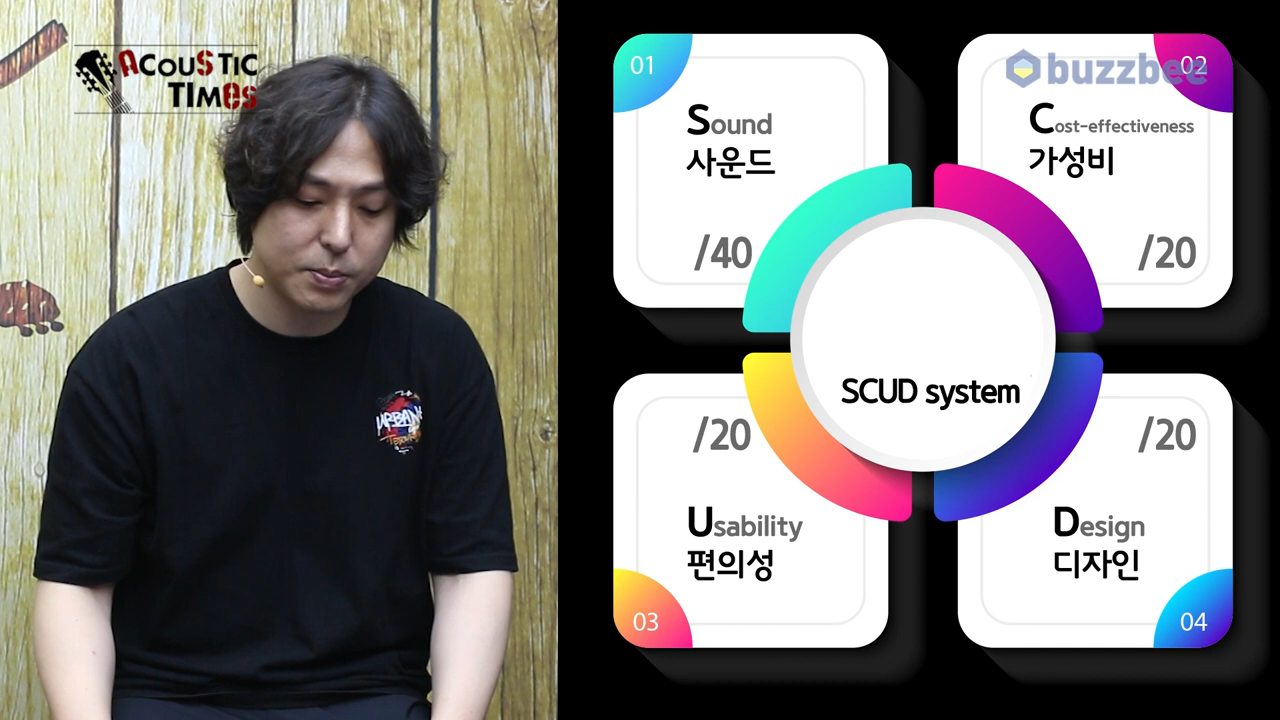 ACOUSTIC
TIMES
URBAN
01
Sound
사운드
/40
buzzbee
02
Cost-effectiveness
가성비
/20
SCUD system
/20
Usability
편의성
03
/20
Design
디자인
04